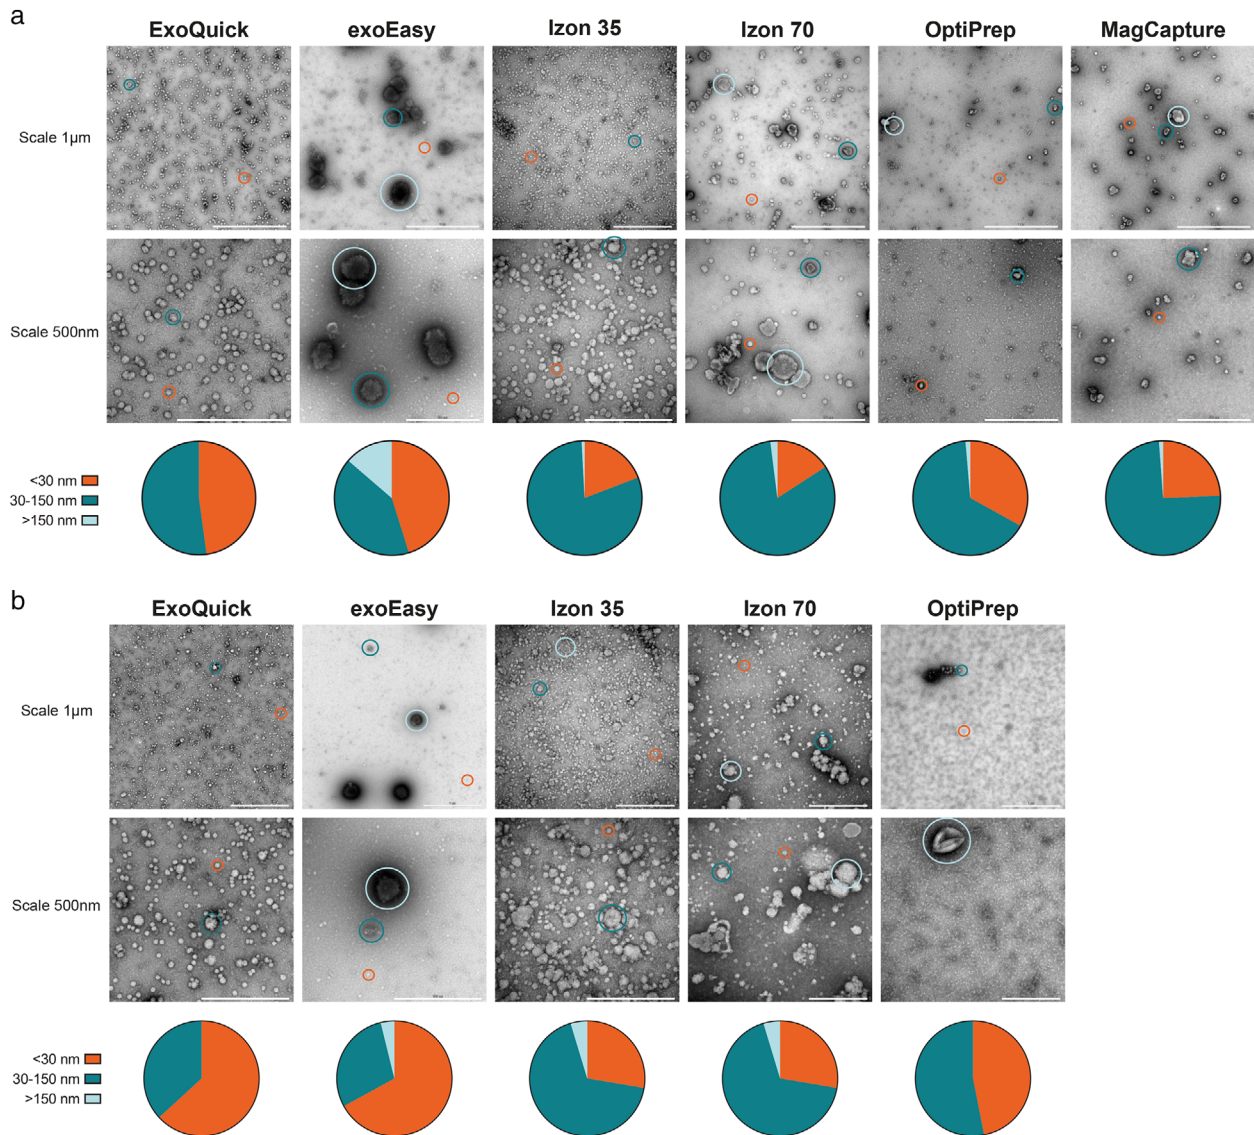 a
ExoQuick exoEasy Izon 35 Izon 70 OptiPrep MagCapture
Scale 1µm
Scale 500nm
<30 nm
30-150 nm
>150 nm
b
ExoQuick exoEasy Izon 35 Izon 70 OptiPrep
Scale 1µm
Scale 500nm
<30 nm
30-150 nm
>150 nm